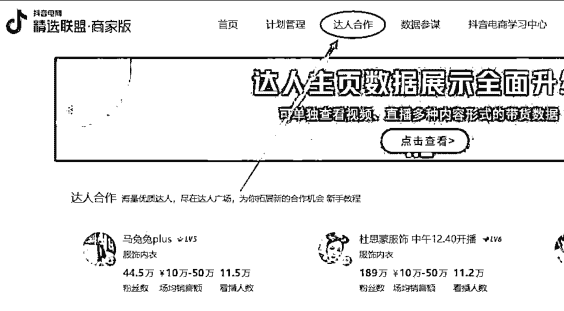 抖音电商
精选联盟·商家版
首页 计划管理 达人合作 数据参谋 抖音电商学习中心
达人主页数据展示全面升
可单独查看视频、直播多种内容形式的带货数据
点击查看>
达人合作 海量优质达人，尽在达人广场，为你拓展新的合作机会 新手教程
马兔兔plus LV5
服饰内衣
44.5万 ¥10万-50万 11.5万
粉丝数 场均销售额 看播人数
杜思蒙服饰 中午12.40开播 LV6
服饰内衣
189万 ¥10万-50万 11.2万
粉丝数 场均销售额 看播人数